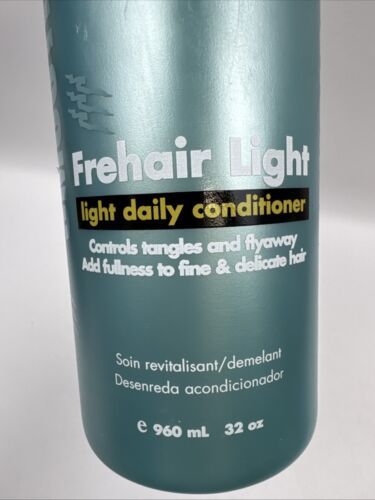 Frehair Light
light daily conditioner
Controls tangles and flyaway
Add fullness to fine & delicate hair
Soin revitalisant/demelant
Desenreda acondicionador
e 960 mL 32 oz